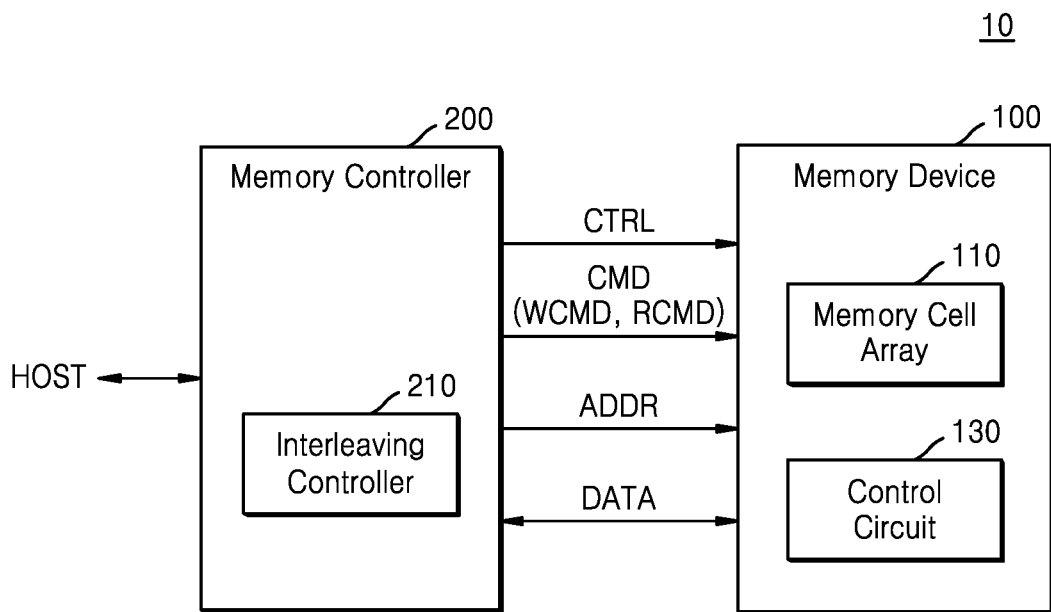 10
200
100
Memory Controller
Memory Device
CTRL
CMD
(WCMD, RCMD)
110
Memory Cell
Array
HOST
210
Interleaving
Controller
ADDR
130
Control
Circuit
DATA